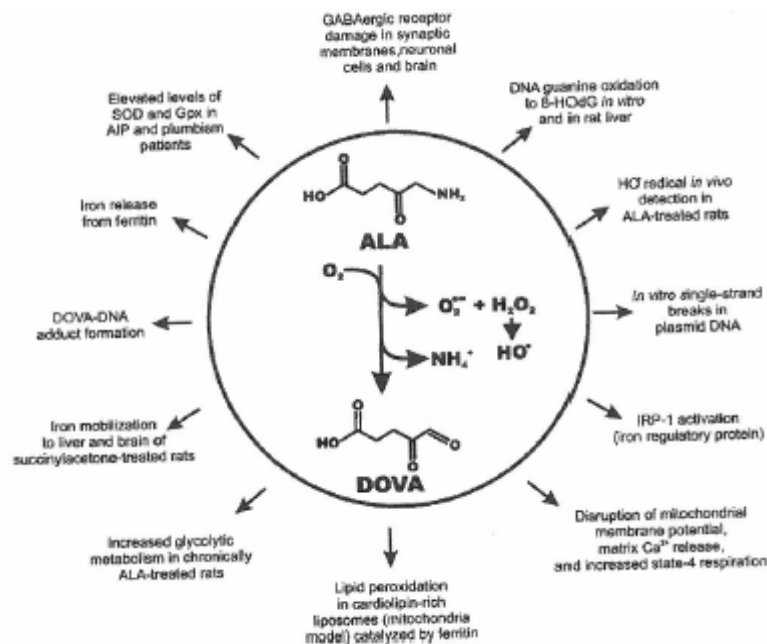 GABAergic receptor
damage in synaptic
membranes, neuronal
cells and brain
DNA guanine oxidation
to 8-HOdG in vitro
and in rat liver
Elevated levels of
SOD and Gpx in
AIP and plumbism
patients
HO radical in vivo
detection in
ALA-treated rats
Iron release
from ferritin
In vitro single-strand
breaks in
plasmid DNA
DOVA-DNA
adduct formation
IRP-1 activation
(iron regulatory protein)
Iron mobilization
to liver and brain of
succinylacetone-treated rats
Disruption of mitochondrial
membrane potential,
matrix Ca²⁺ release,
and increased state-4 respiration
Increased glycolytic
metabolism in chronically
ALA-treated rats
Lipid peroxidation
in cardiolipin-rich
liposomes (mitochondria
model) catalyzed by ferritin
O
HO
NH₂
O
ALA
O₂
O₂•⁻ + H₂O₂
HO•
NH₄⁺
O
HO
O
O
DOVA